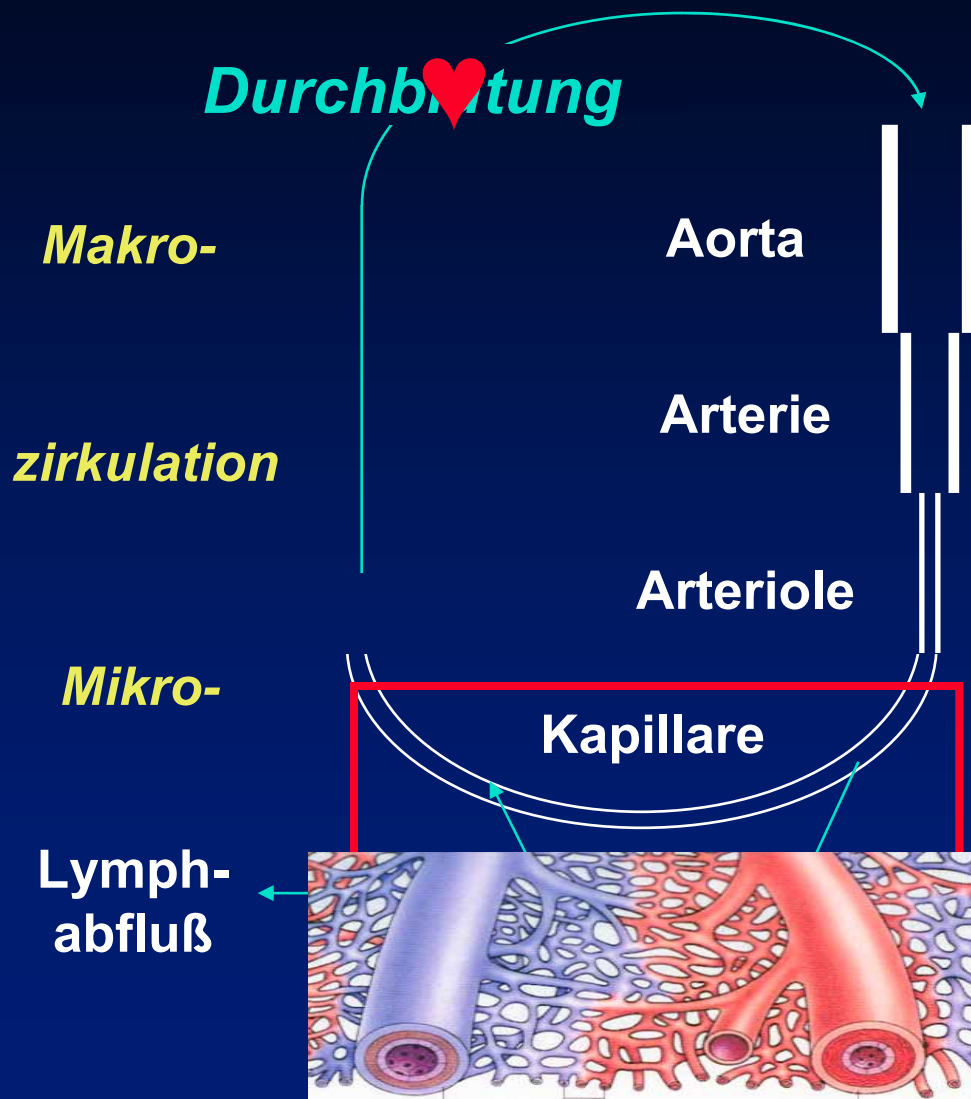 Durchblutung
Makro-
Aorta
Arterie
zirkulation
Arteriole
Mikro-
Kapillare
Lymph-
abfluß